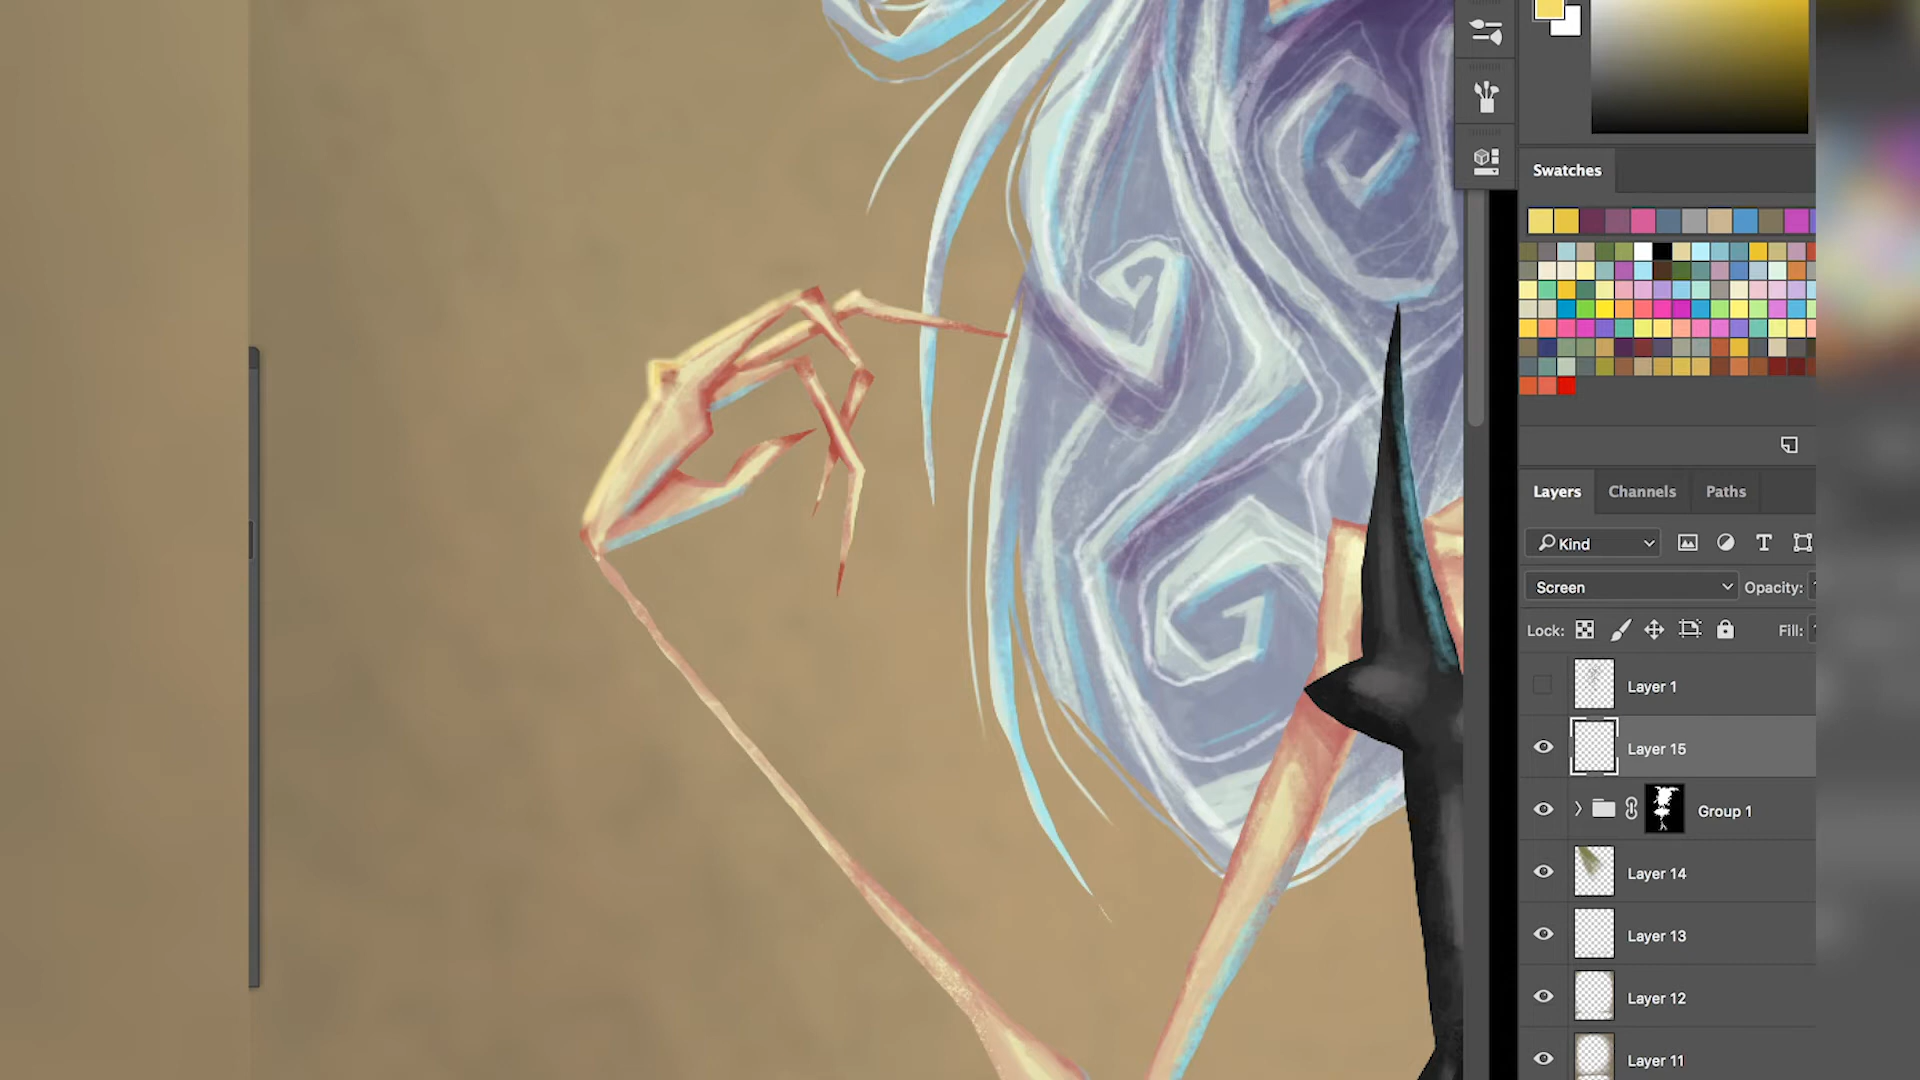 Swatches
Layers Channels Paths
Kind
Screen Opacity:
Lock: Fill:
Layer 1
Layer 15
Group 1
Layer 14
Layer 13
Layer 12
Layer 11